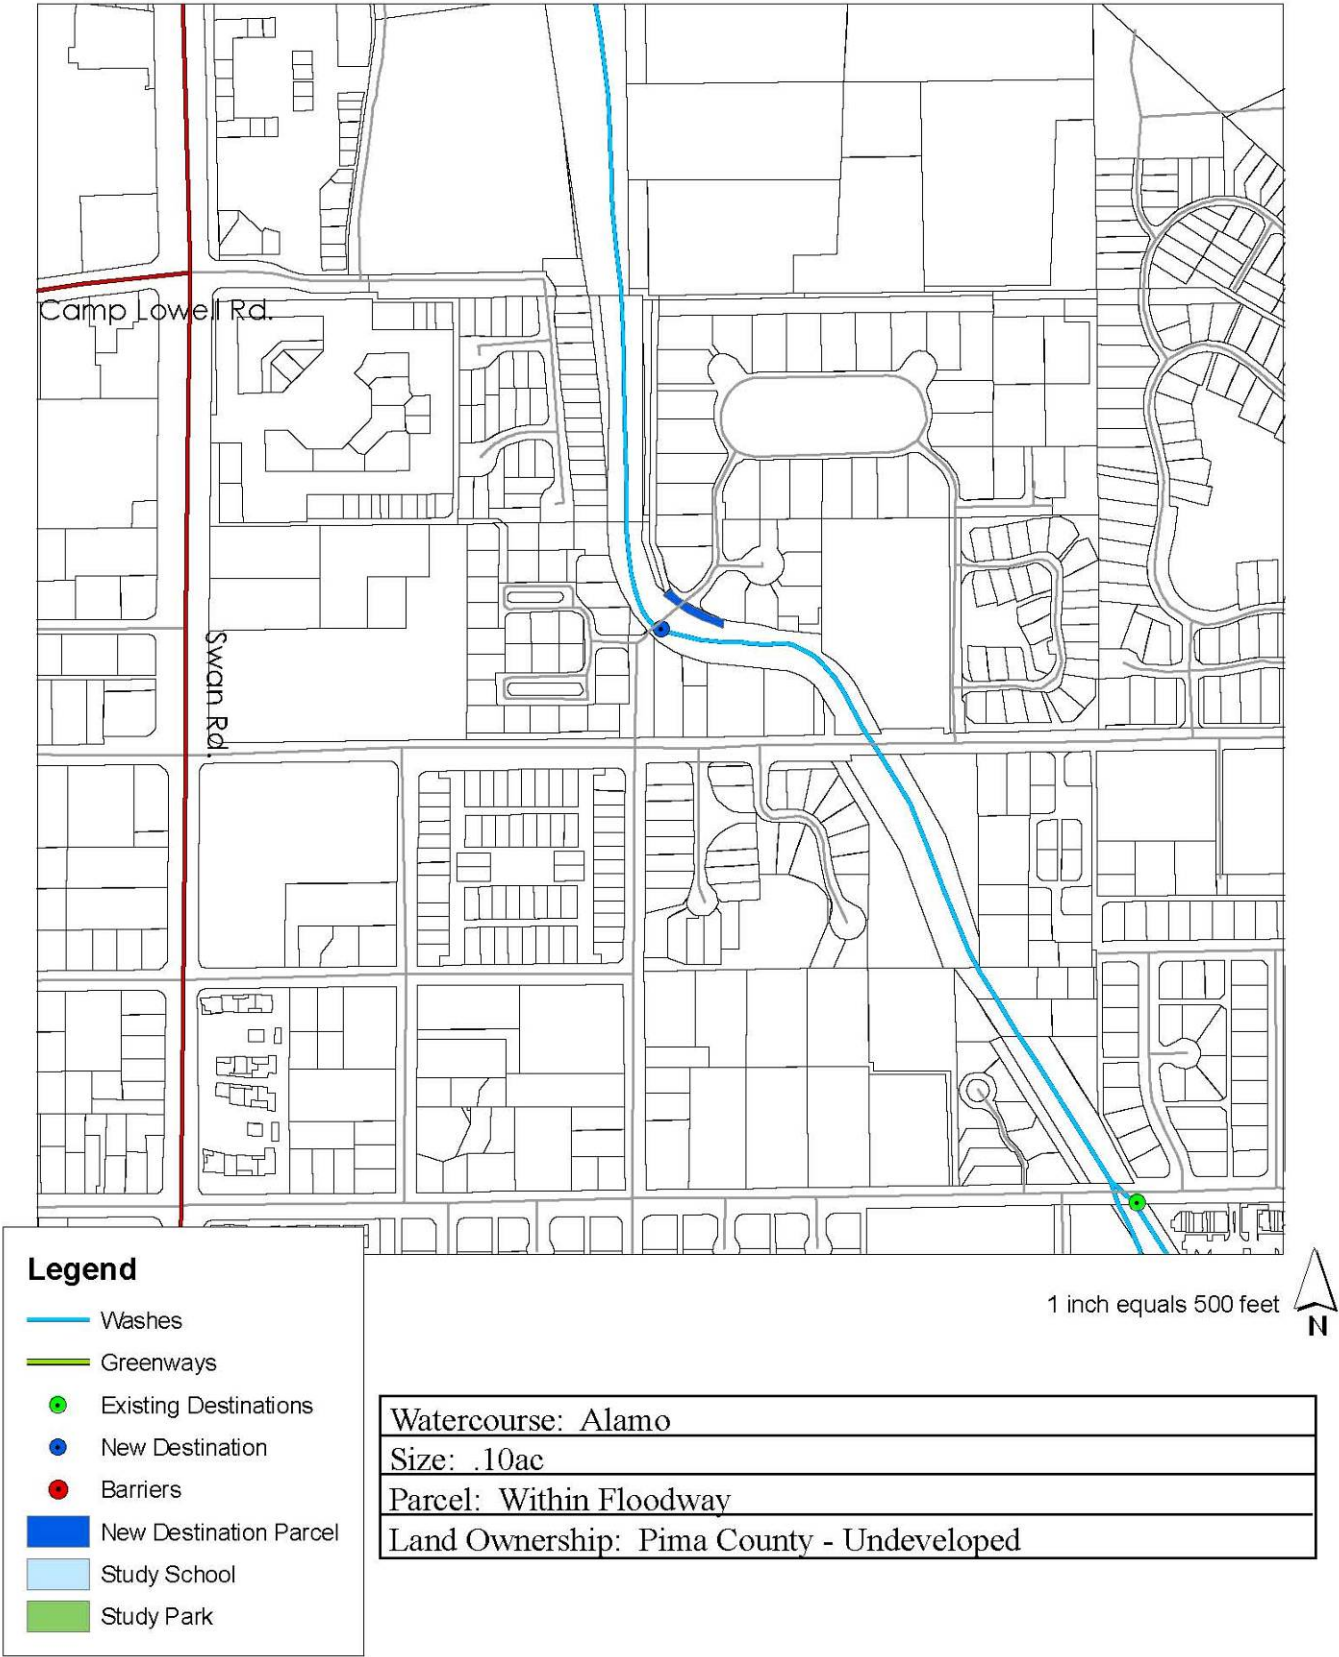 Camp Lowell Rd.
Swan Rd.
Legend
Washes
Greenways
Existing Destinations
New Destination
Barriers
New Destination Parcel
Study School
Study Park
1 inch equals 500 feet
N
Watercourse: Alamo
Size: .10ac
Parcel: Within Floodway
Land Ownership: Pima County - Undeveloped